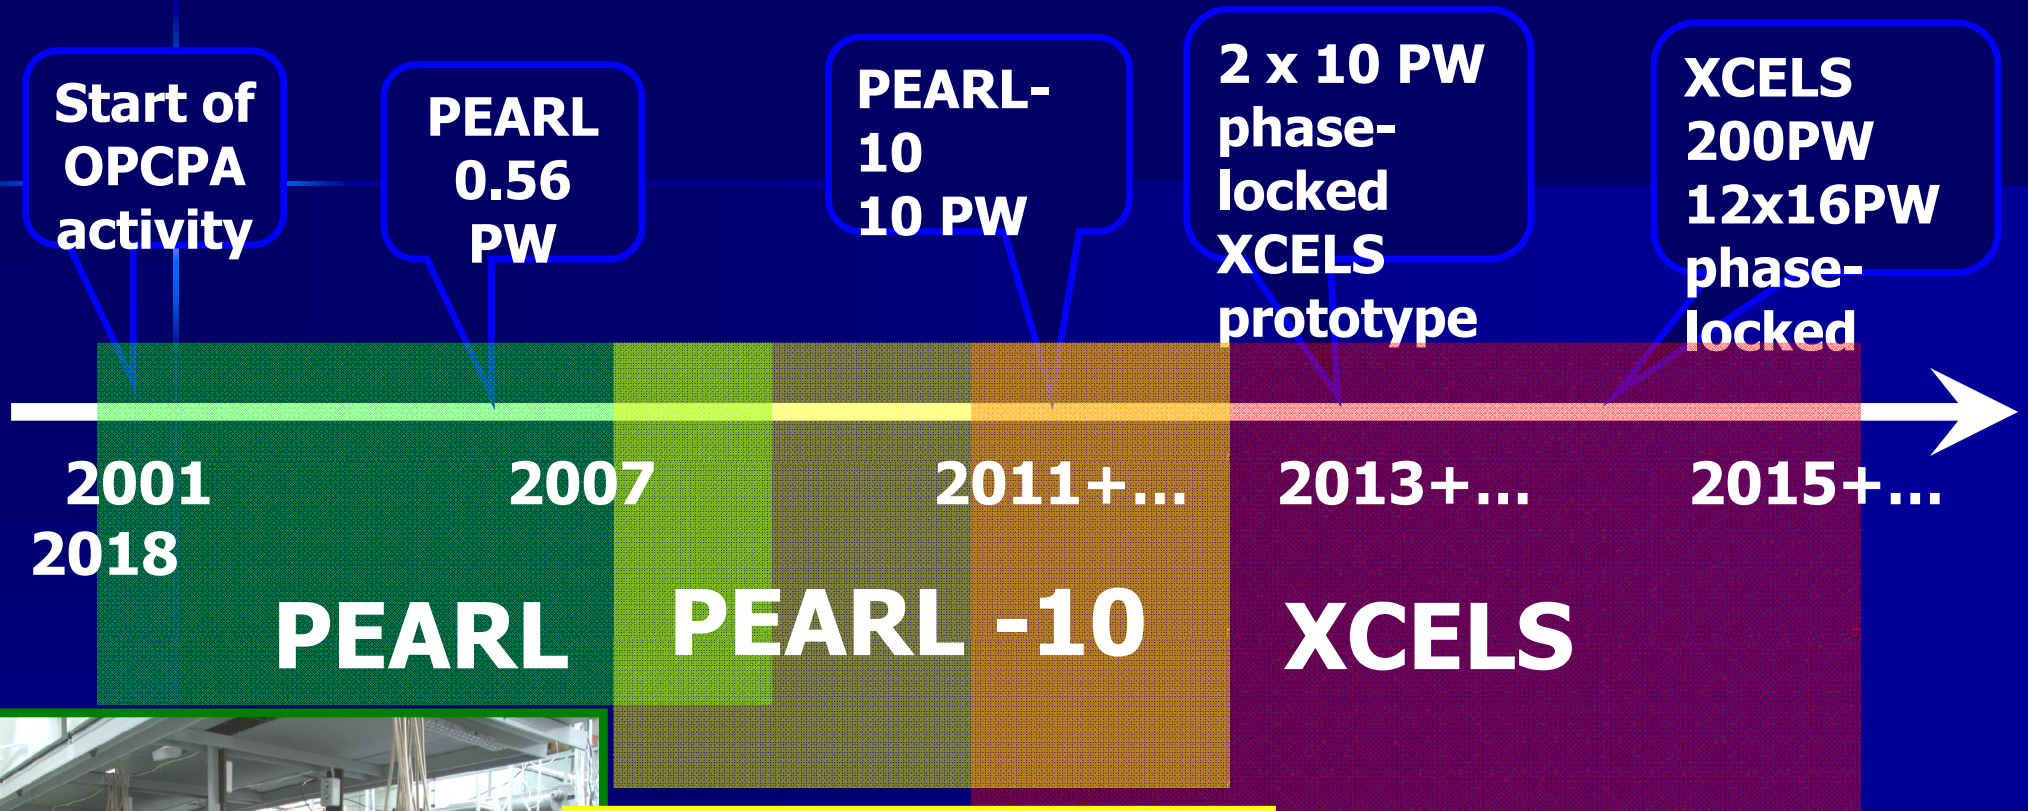 Start of
OPCPA
activity
PEARL
0.56
PW
PEARL-
10
10 PW
2 x 10 PW
phase-
locked
XCELS
prototype
XCELS
200PW
12x16PW
phase-
locked
2001 2007 2011+... 2013+... 2015+...
2018
PEARL
PEARL -10
XCELS